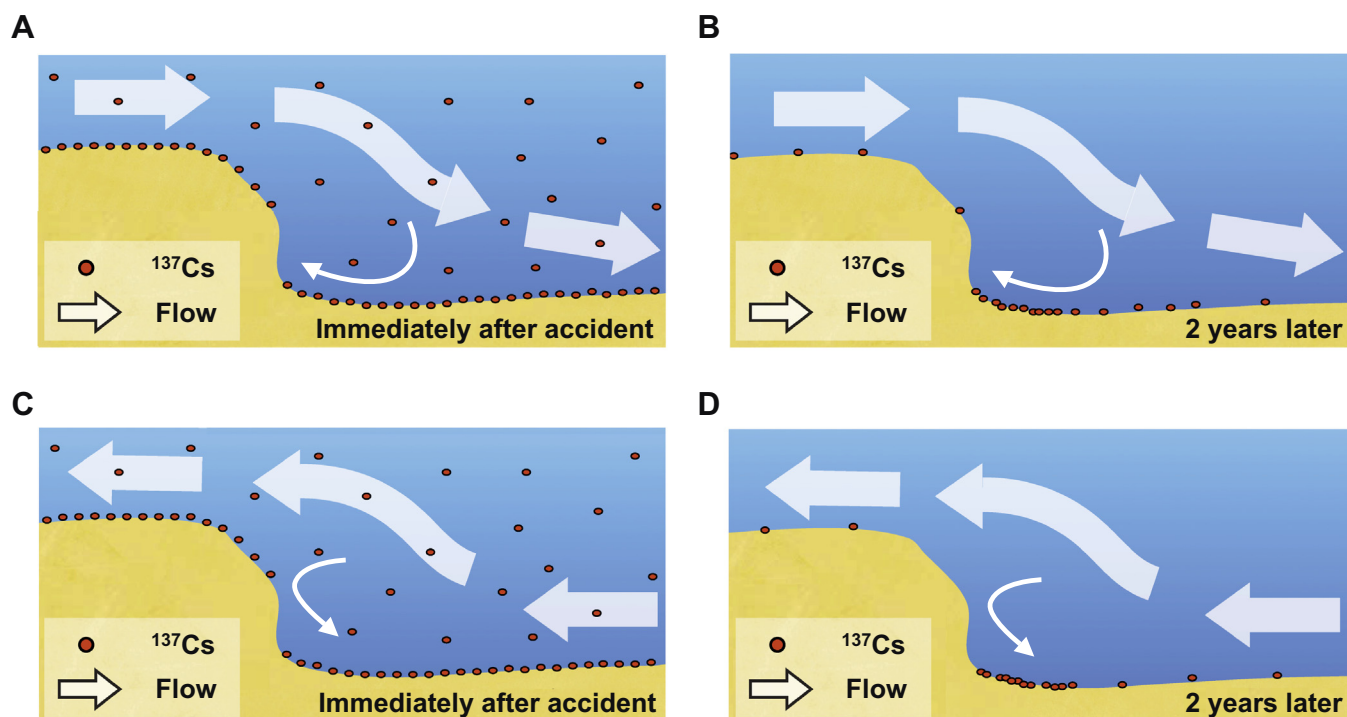 A
¹³⁷Cs
Flow
Immediately after accident
B
¹³⁷Cs
Flow
2 years later
C
¹³⁷Cs
Flow
Immediately after accident
D
¹³⁷Cs
Flow
2 years later